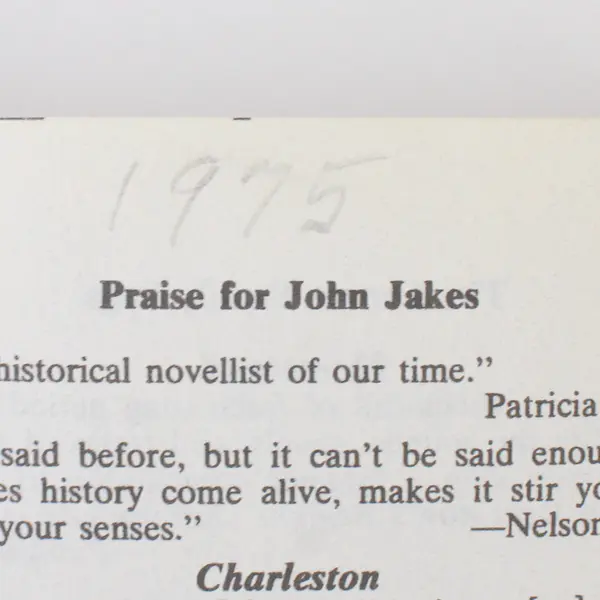 1975
Praise for John Jakes
historical novellist of our time.”
Patricia
said before, but it can’t be said enou
es history come alive, makes it stir yo
your senses.” —Nelson
Charleston